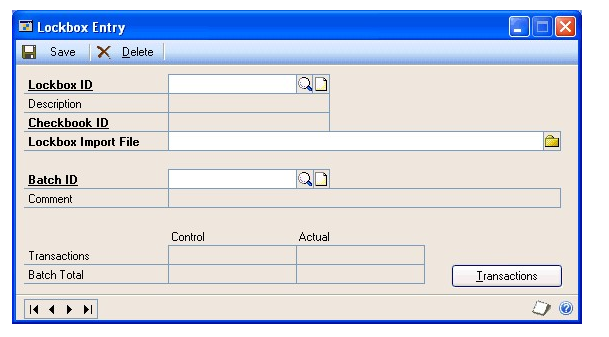 Lockbox Entry
Save Delete
Lockbox ID
Description
Checkbook ID
Lockbox Import File
Batch ID
Comment
Control Actual
Transactions
Batch Total
Transactions